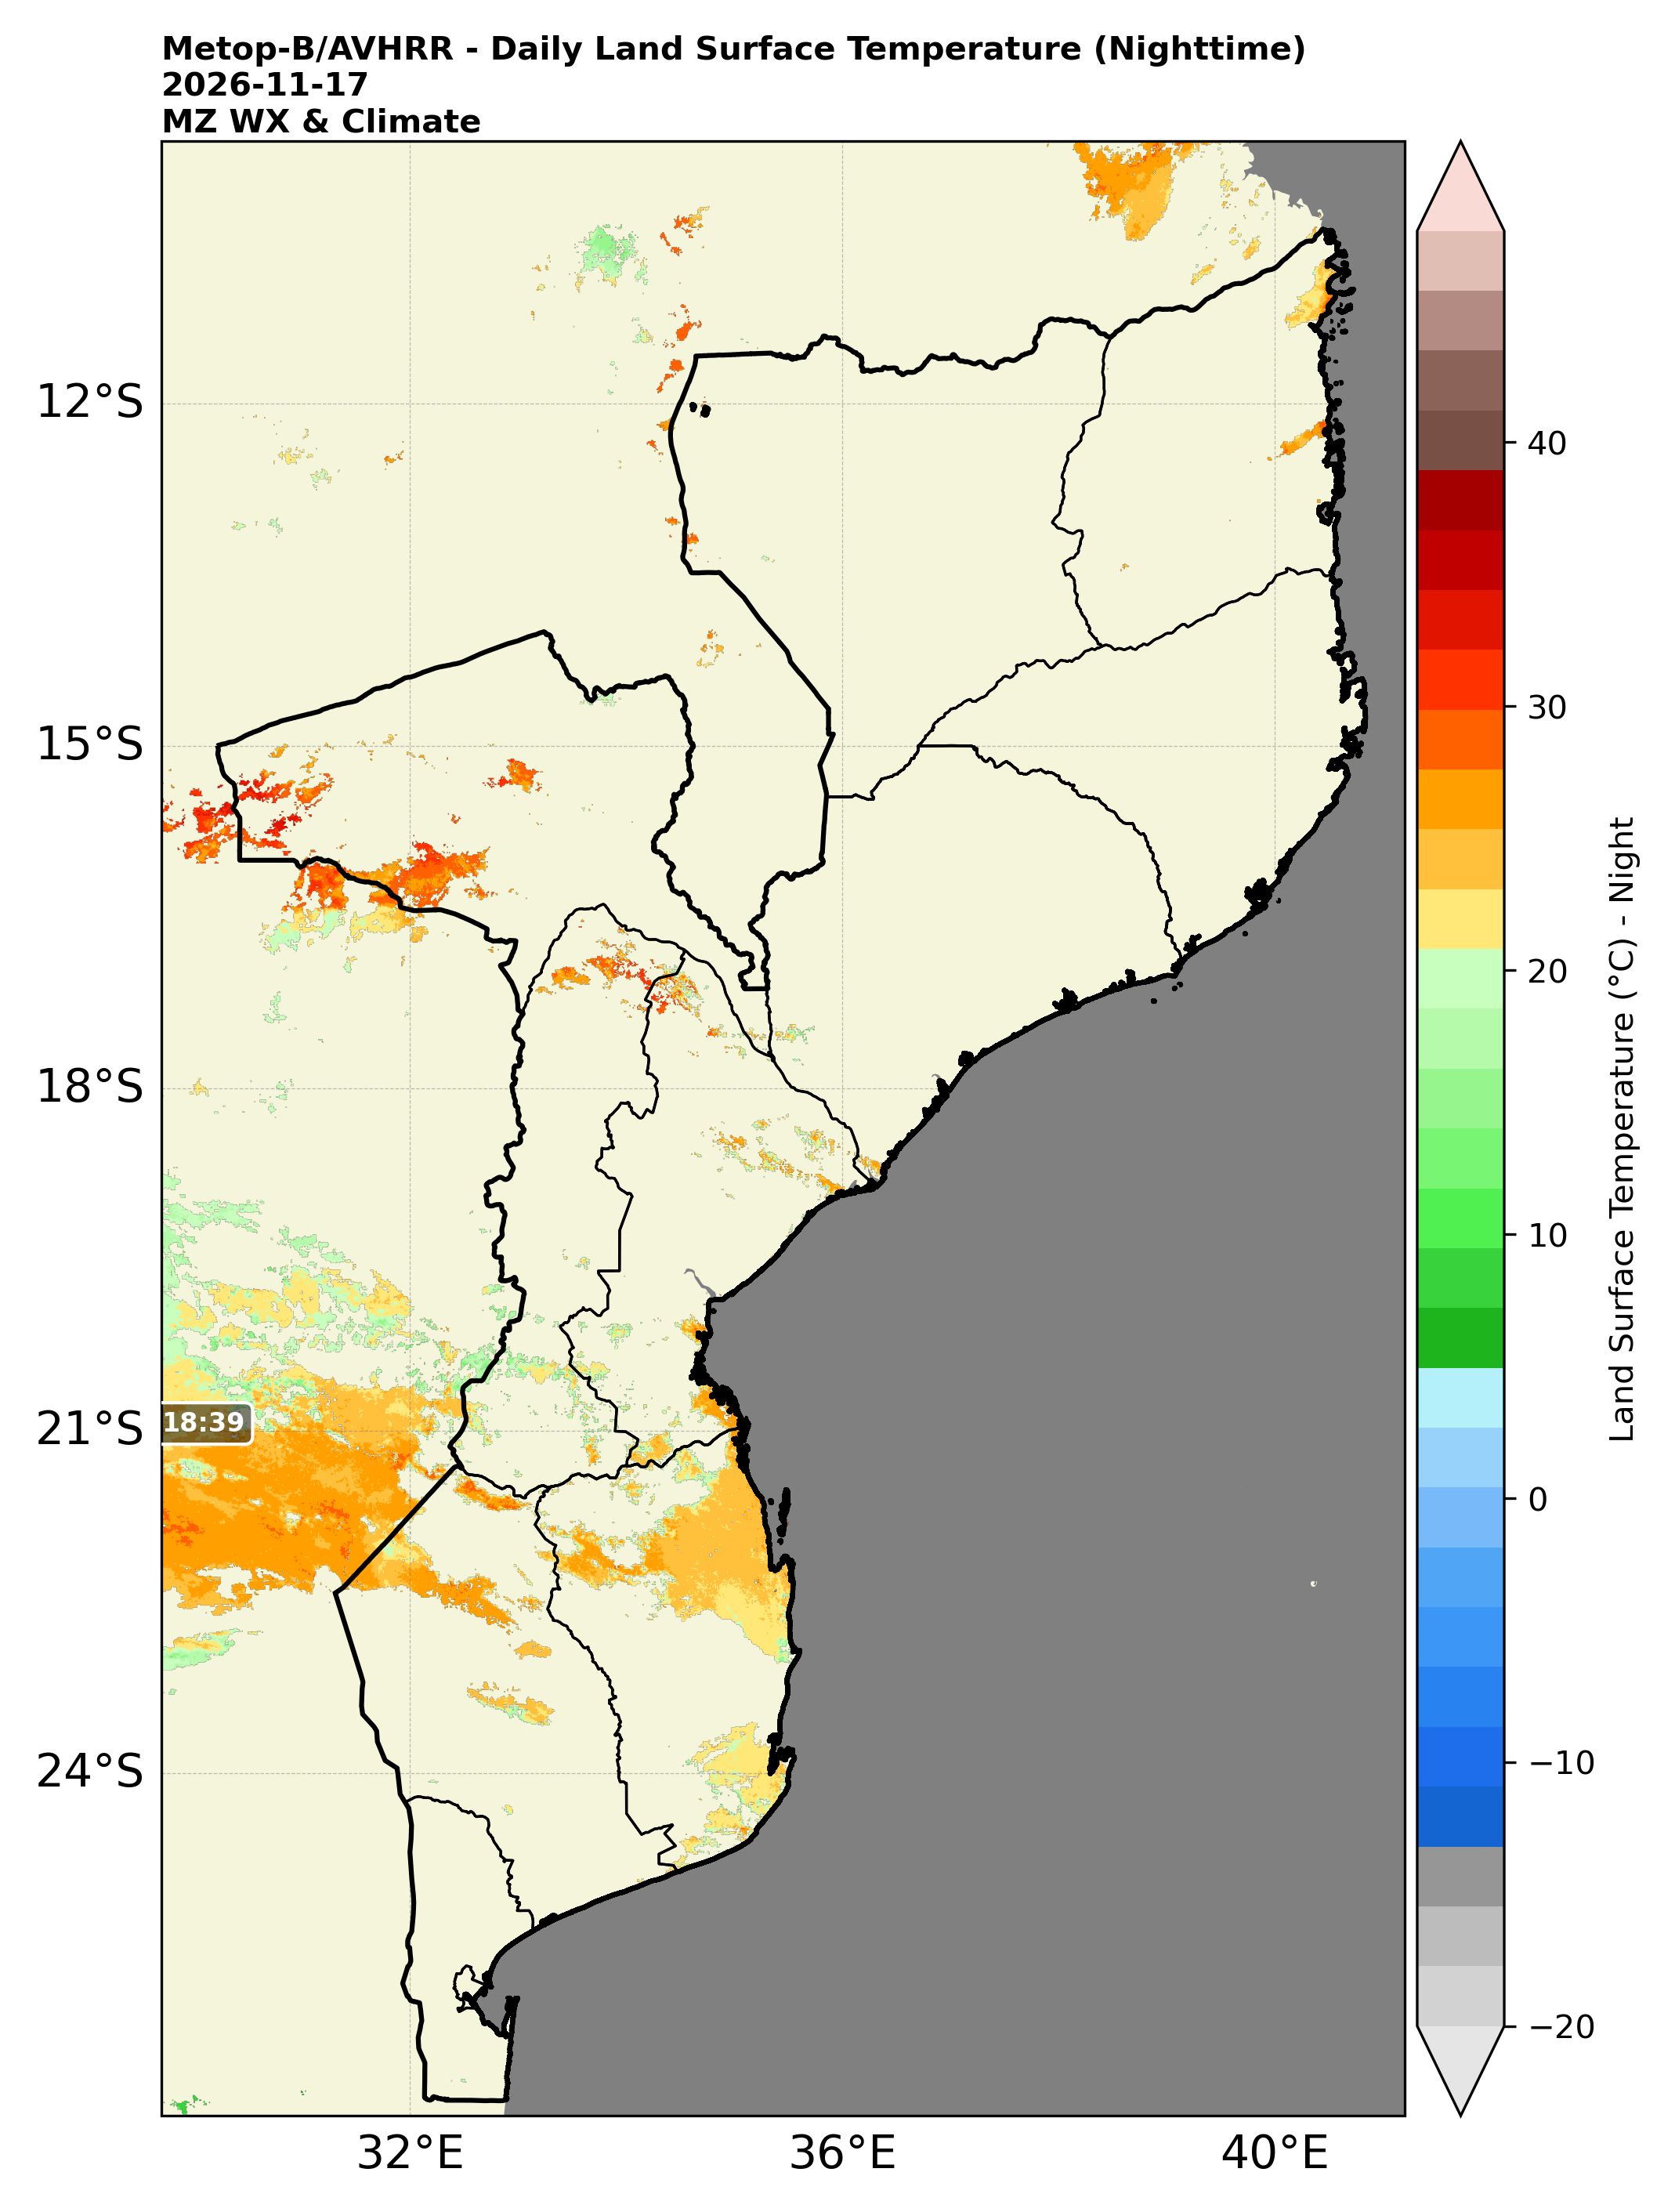 Metop-B/AVHRR - Daily Land Surface Temperature (Nighttime)
2026-11-17
MZ WX & Climate
12°S
15°S
18°S
21°S
24°S
18:39
32°E
36°E
40°E
40
30
20
10
0
−10
−20
Land Surface Temperature (°C) - Night